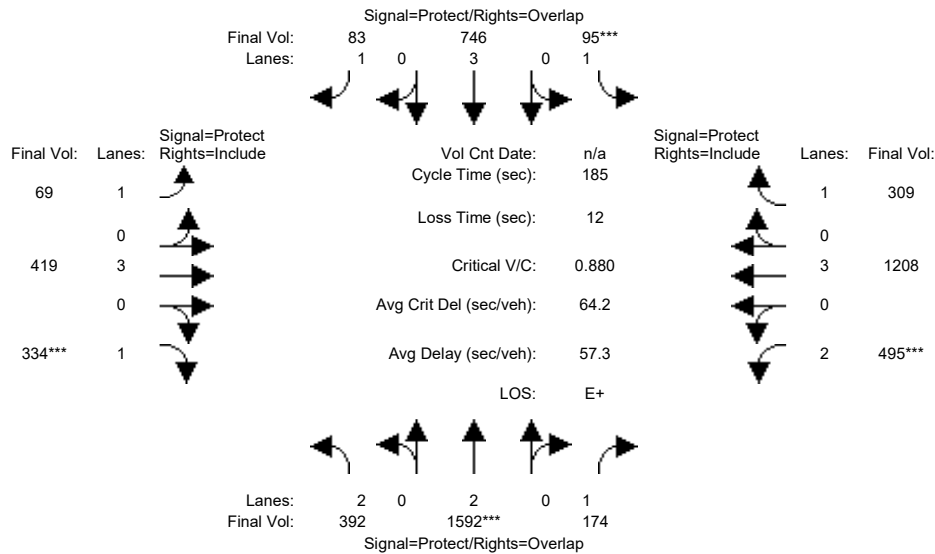 Signal=Protect/Rights=Overlap
Final Vol: 83 746 95***
Lanes: 1 0 3 0 1
Signal=Protect
Final Vol: Lanes: Rights=Include
Vol Cnt Date: n/a
Signal=Protect
Rights=Include Lanes: Final Vol:
Cycle Time (sec): 185
69 1
1 309
Loss Time (sec): 12
0
0
419 3
Critical V/C: 0.880
3 1208
0
Avg Crit Del (sec/veh): 64.2
0
334*** 1
Avg Delay (sec/veh): 57.3
2 495***
LOS: E+
Lanes: 2 0 2 0 1
Final Vol: 392 1592*** 174
Signal=Protect/Rights=Overlap